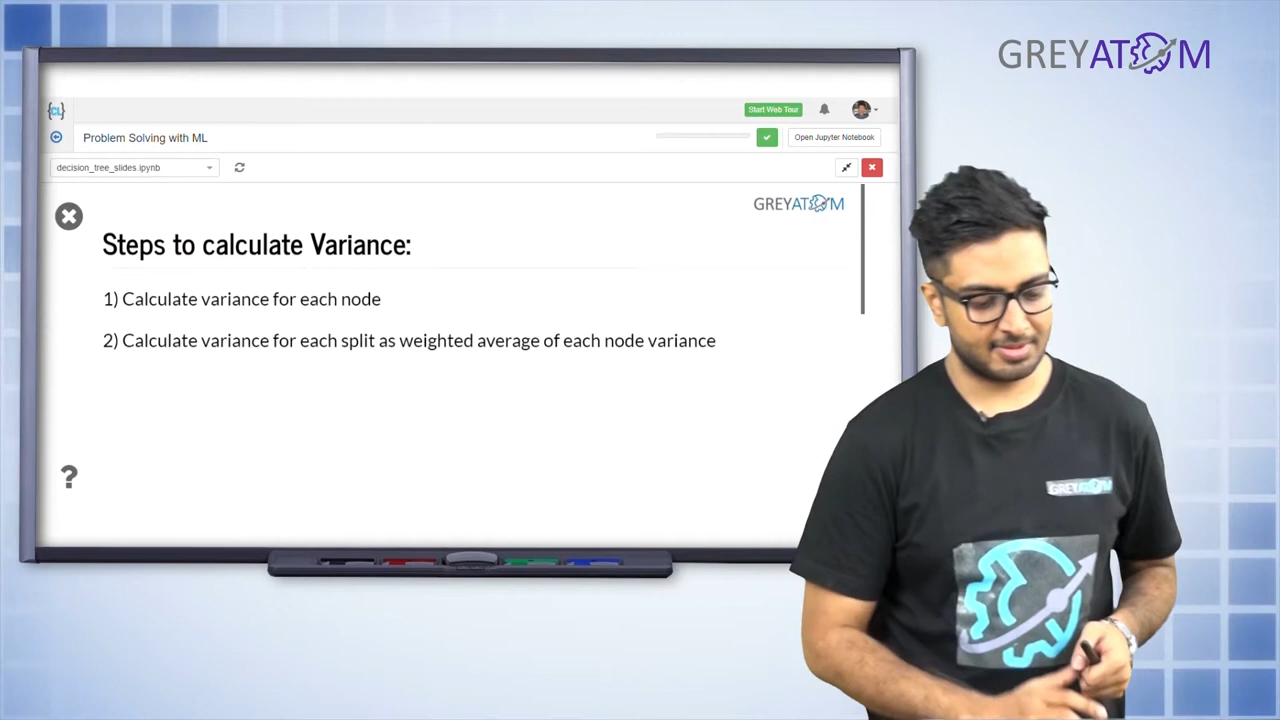 GREYATOM
{CL}
Start Web Tour
Problem Solving with ML
Open Jupyter Notebook
decision_tree_slides.ipynb
GREYATOM
Steps to calculate Variance:
1) Calculate variance for each node
2) Calculate variance for each split as weighted average of each node variance
?
GREYATOM